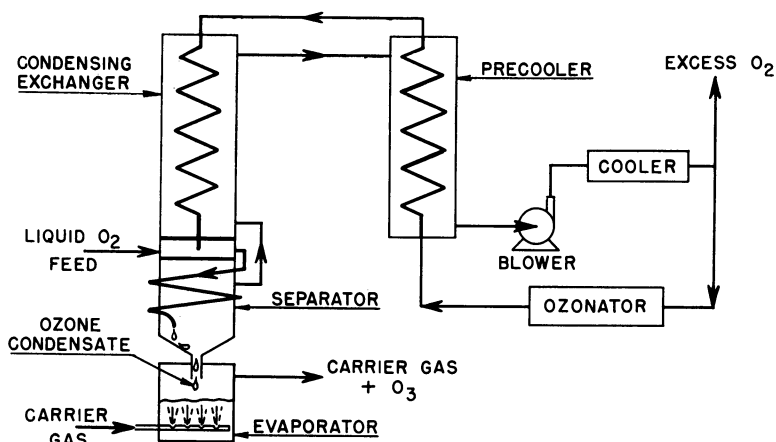 CONDENSING
EXCHANGER
PRECOOLER
EXCESS O₂
COOLER
LIQUID O₂
FEED
BLOWER
SEPARATOR
OZONATOR
OZONE
CONDENSATE
CARRIER GAS
+ O₃
CARRIER
GAS
EVAPORATOR